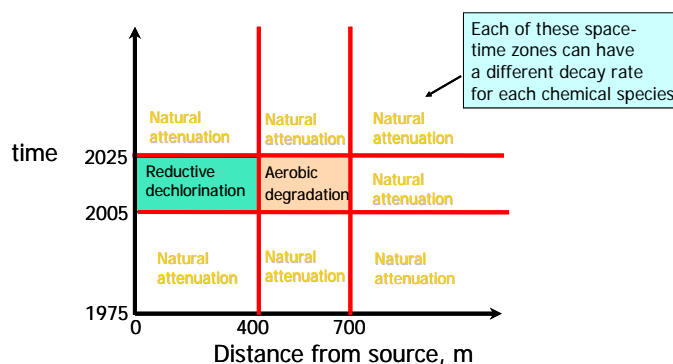 Each of these space-
time zones can have
a different decay rate
for each chemical species
Natural
attenuation
Natural
attenuation
Natural
attenuation
time
2025
Reductive
dechlorination
Aerobic
degradation
Natural
attenuation
2005
Natural
attenuation
Natural
attenuation
Natural
attenuation
1975
0
400
700
Distance from source, m